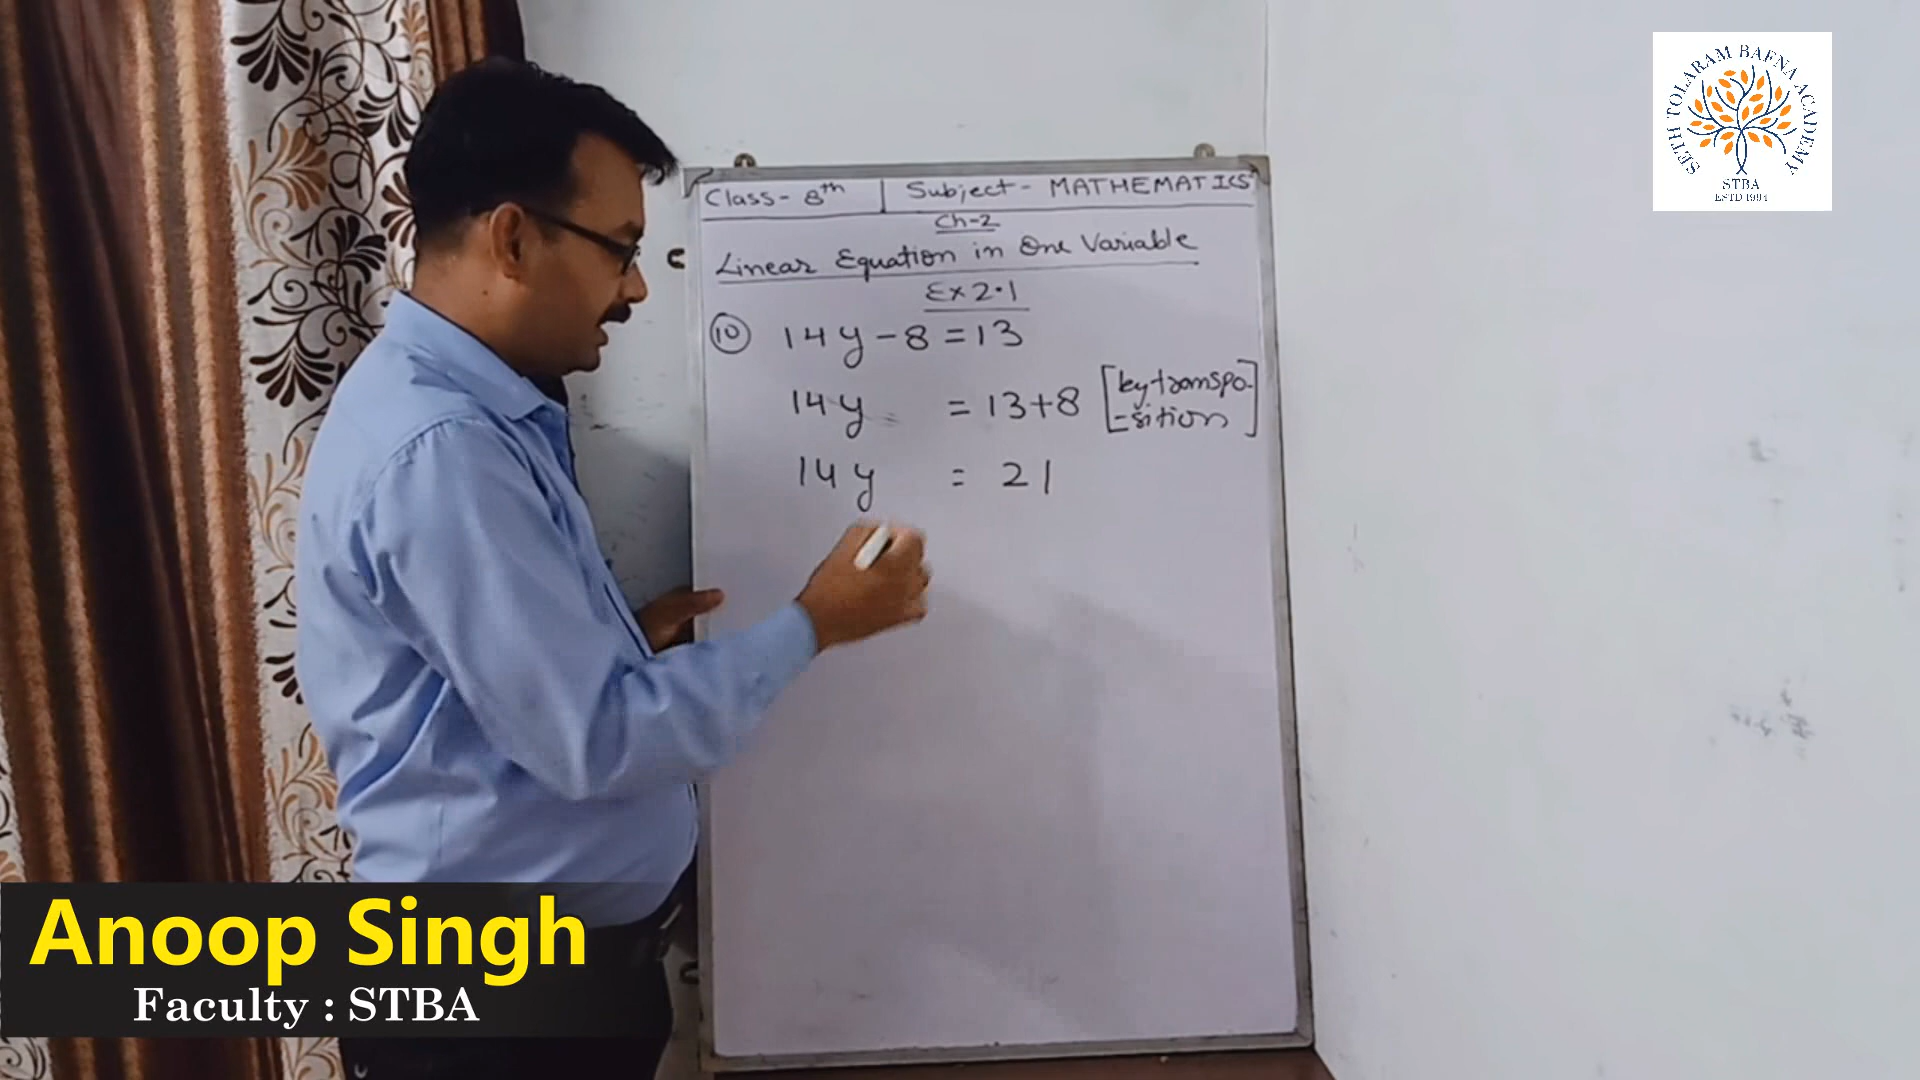 Class- 8th | Subject- MATHEMATICS
Ch-2
Linear Equation in One Variable
Ex 2.1
10 14y-8=13
14y =13+8 [by transpo-
-sition]
14y = 21
SETH TOLARAM BAFNA ACADEMY
STBA
ESTD 1994
Anoop Singh
Faculty : STBA